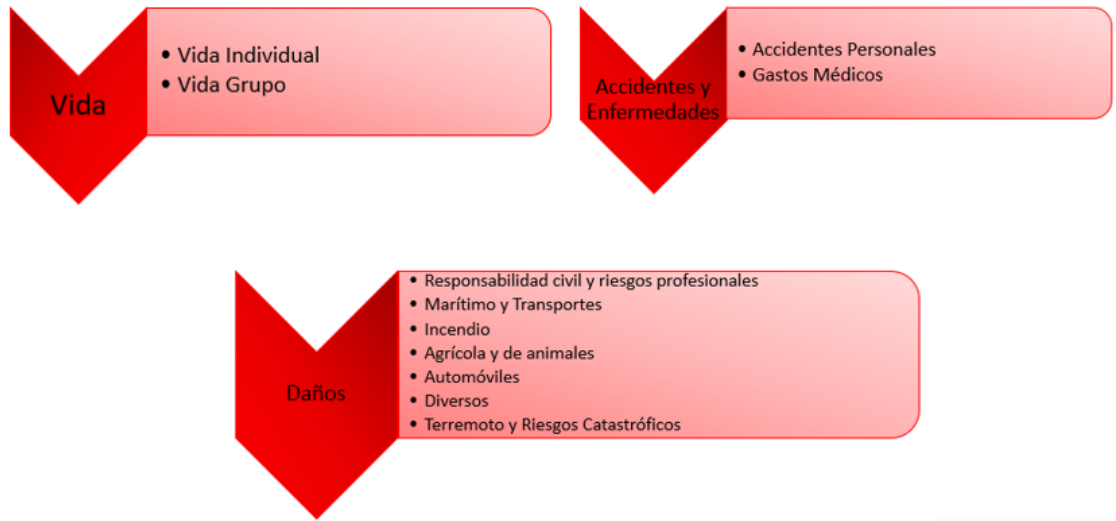 Vida
• Vida Individual
• Vida Grupo
Accidentes y
Enfermedades
• Accidentes Personales
• Gastos Médicos
Daños
• Responsabilidad civil y riesgos profesionales
• Marítimo y Transportes
• Incendio
• Agrícola y de animales
• Automóviles
• Diversos
• Terremoto y Riesgos Catastróficos